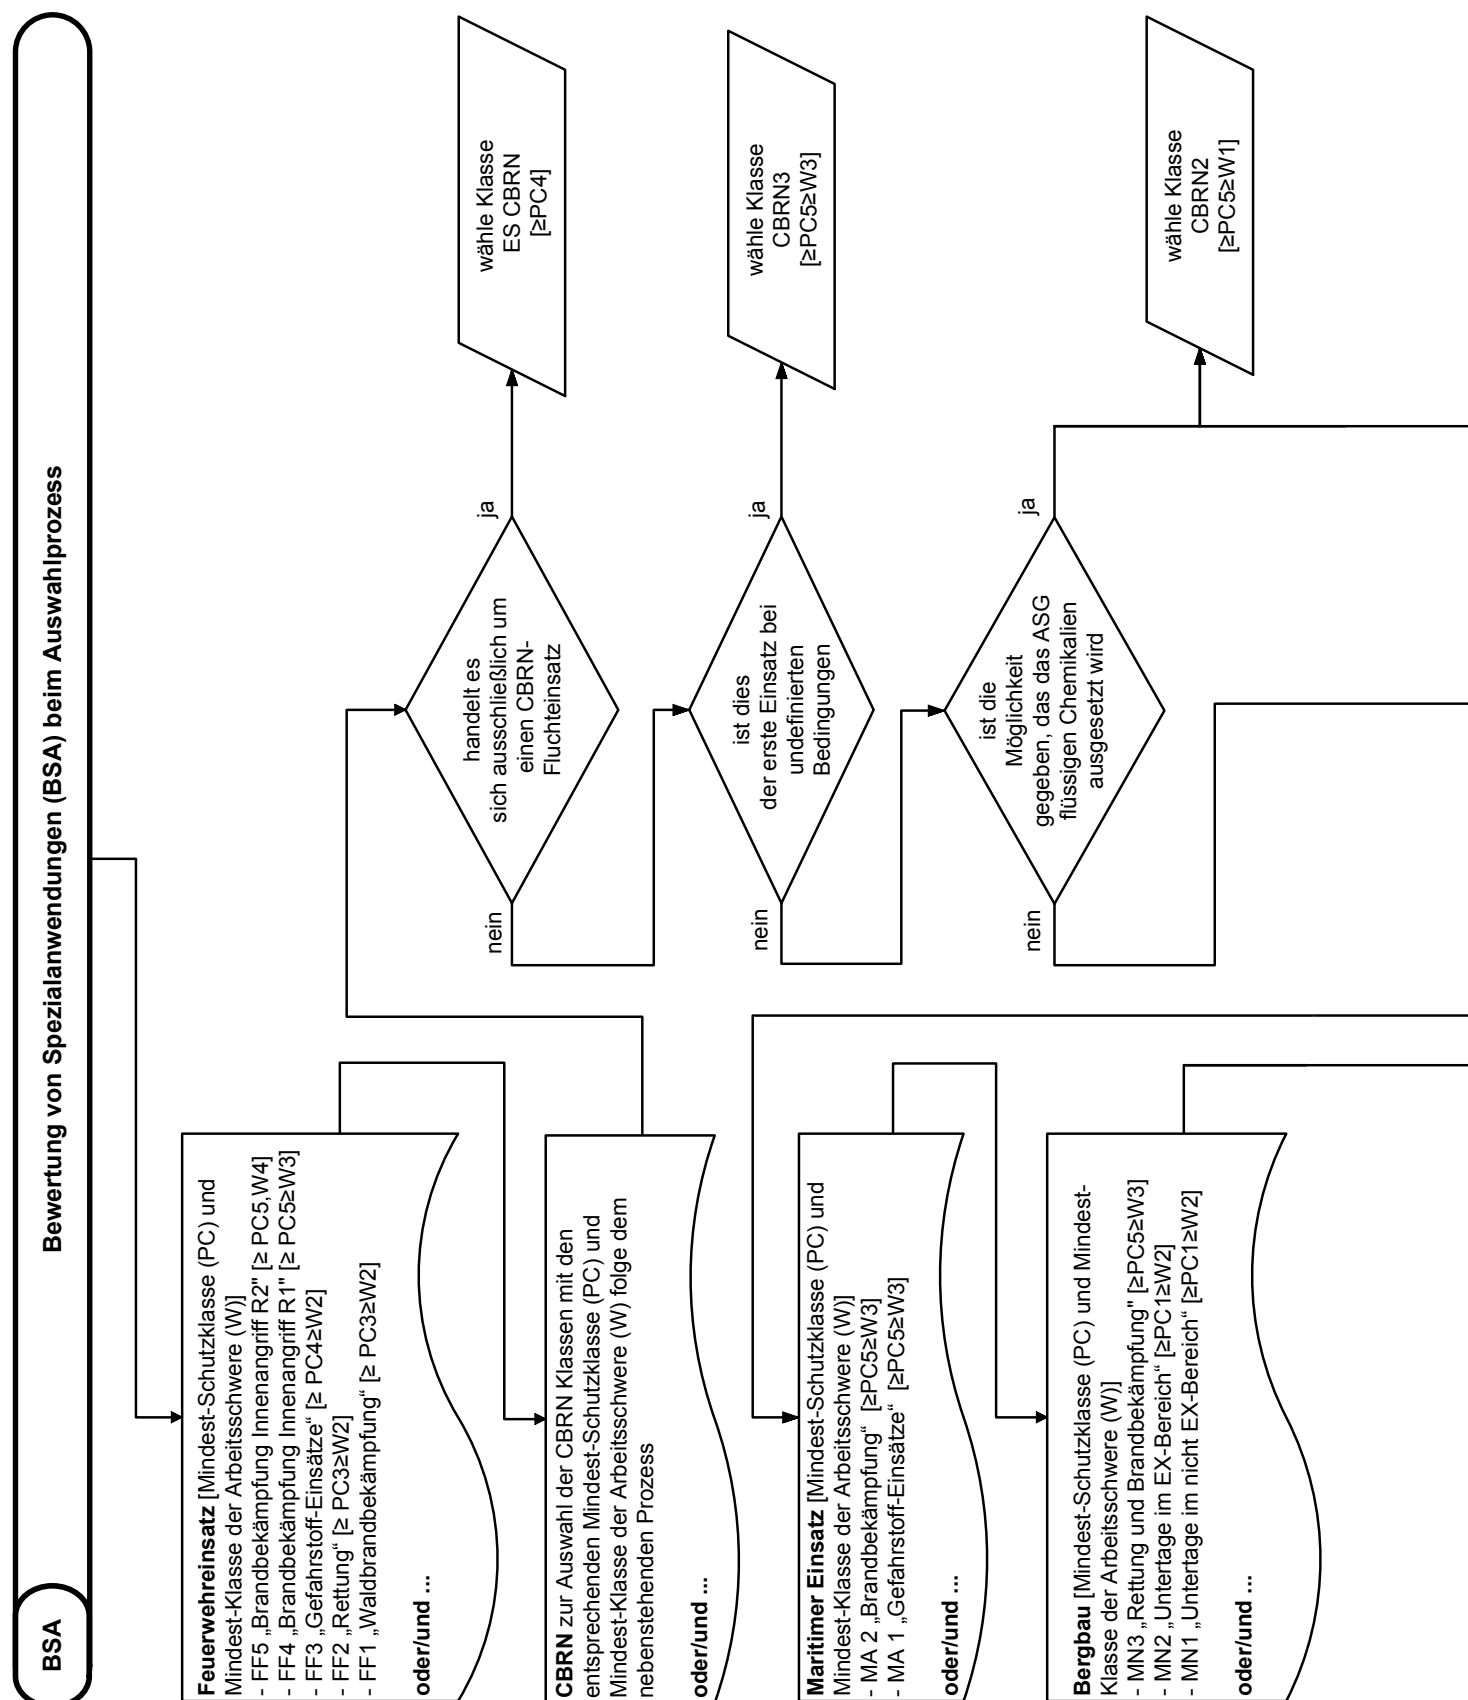 BSA
Bewertung von Spezialanwendungen (BSA) beim Auswahlprozess
Feuerwehreinsatz [Mindest-Schutzklasse (PC) und
Mindest-Klasse der Arbeitsschwere (W)]
- FF5 „Brandbekämpfung Innenangriff R2" [≥ PC5,W4]
- FF4 „Brandbekämpfung Innenangriff R1" [≥ PC5≥W3]
- FF3 „Gefahrstoff-Einsätze“ [≥ PC4≥W2]
- FF2 „Rettung“ [≥ PC3≥W2]
- FF1 „Waldbrandbekämpfung“ [≥ PC3≥W2]
oder/und ...
CBRN zur Auswahl der CBRN Klassen mit den
entsprechenden Mindest-Schutzklasse (PC) und
Mindest-Klasse der Arbeitsschwere (W) folge dem
nebenstehenden Prozess
oder/und ...
Maritimer Einsatz [Mindest-Schutzklasse (PC) und
Mindest-Klasse der Arbeitsschwere (W)]
- MA 2 „Brandbekämpfung“ [≥PC5≥W3]
- MA 1 „Gefahrstoff-Einsätze“ [≥PC5≥W3]
oder/und ...
Bergbau [Mindest-Schutzklasse (PC) und Mindest-
Klasse der Arbeitsschwere (W)]
- MN3 „Rettung und Brandbekämpfung" [≥PC5≥W3]
- MN2 „Untertage im EX-Bereich“ [≥PC1≥W2]
- MN1 „Untertage im nicht EX-Bereich“ [≥PC1≥W2]
oder/und ...
handelt es
sich ausschließlich um
einen CBRN-
Fluchteinsatz
nein
ja
wähle Klasse
ES CBRN
[≥PC4]
ist dies
der erste Einsatz bei
undefinierten
Bedingungen
nein
ja
wähle Klasse
CBRN3
[≥PC5≥W3]
ist die
Möglichkeit
gegeben, das das ASG
flüssigen Chemikalien
ausgesetzt wird
nein
ja
wähle Klasse
CBRN2
[≥PC5≥W1]